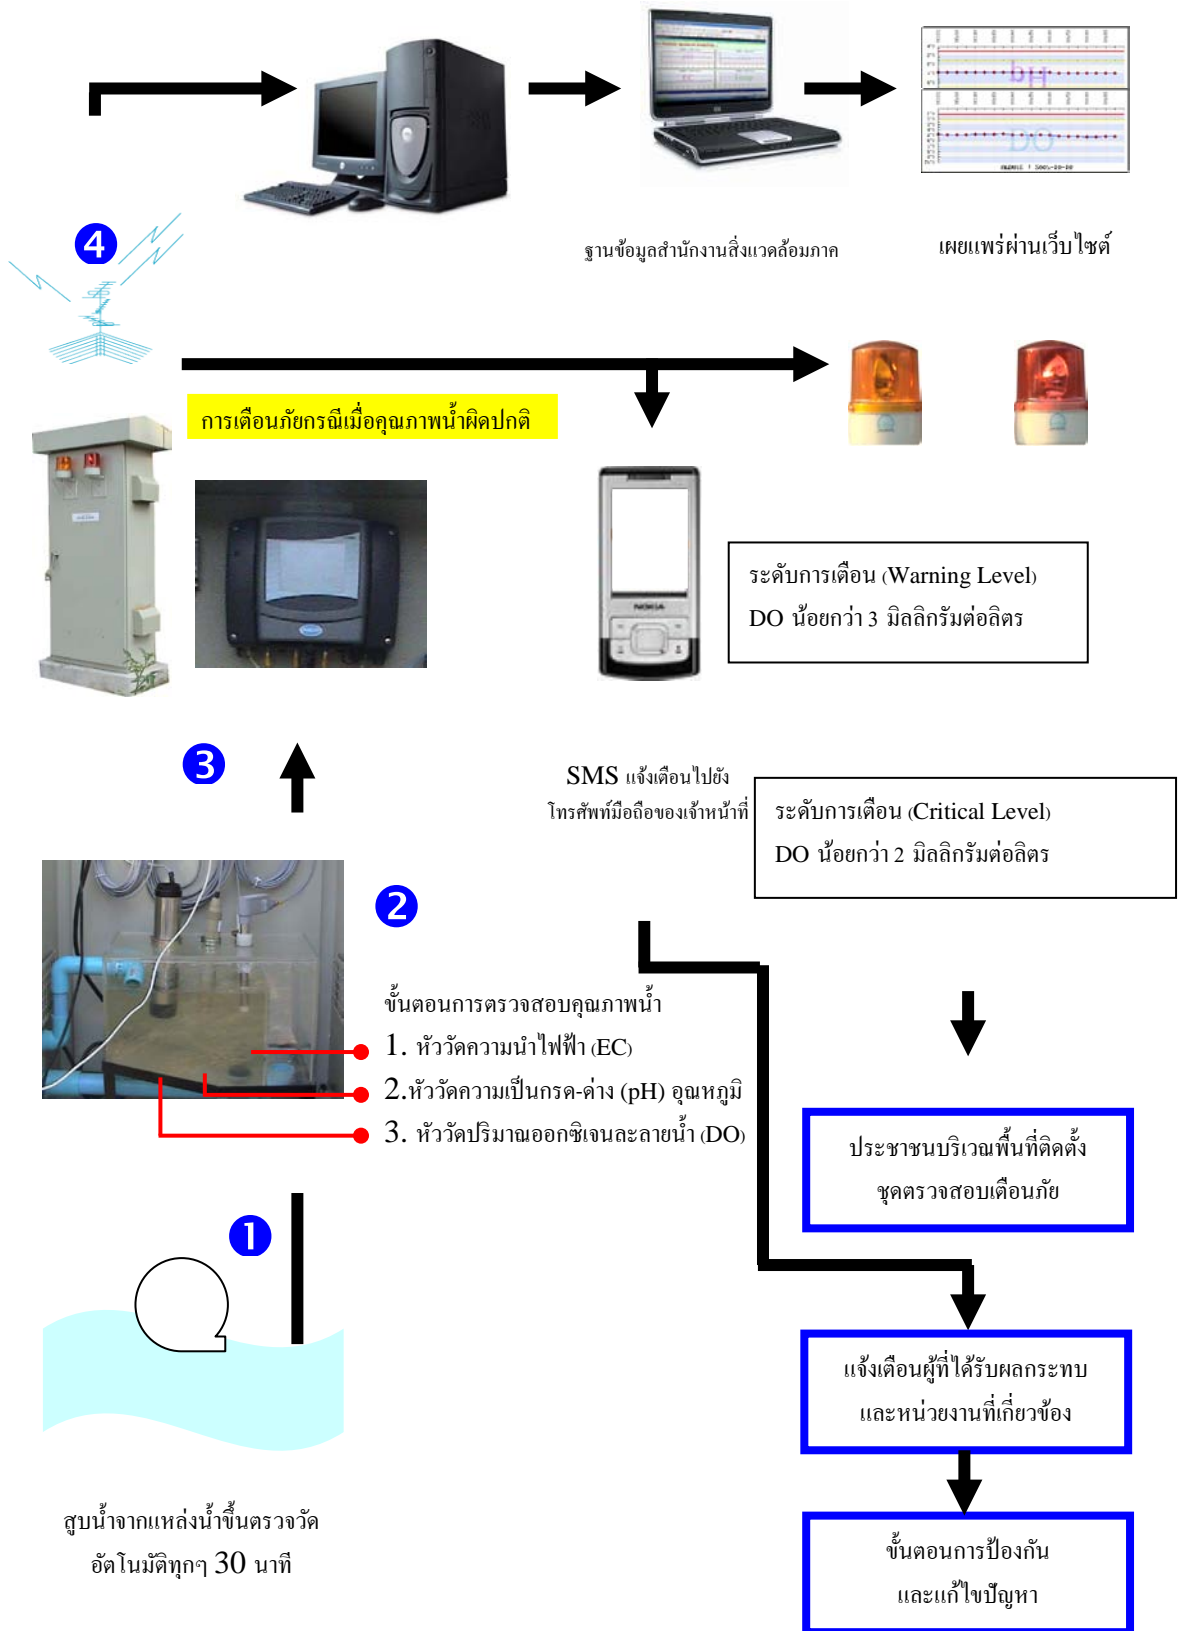 pH
DO
ฐานข้อมูลสำนักงานสิ่งแวดล้อมภาค
เผยแพร่ผ่านเว็บไซต์
4
การเตือนภัยกรณีเมื่อคุณภาพน้ำผิดปกติ
NOKIA
ระดับการเตือน (Warning Level)
DO น้อยกว่า 3 มิลลิกรัมต่อลิตร
3
SMS แจ้งเตือนไปยัง
โทรศัพท์มือถือของเจ้าหน้าที่
ระดับการเตือน (Critical Level)
DO น้อยกว่า 2 มิลลิกรัมต่อลิตร
2
ขั้นตอนการตรวจสอบคุณภาพน้ำ
1. หัววัดความนำไฟฟ้า (EC)
2.หัววัดความเป็นกรด-ด่าง (pH) อุณหภูมิ
3. หัววัดปริมาณออกซิเจนละลายน้ำ (DO)
ประชาชนบริเวณพื้นที่ติดตั้ง
ชุดตรวจสอบเตือนภัย
1
แจ้งเตือนผู้ที่ได้รับผลกระทบ
และหน่วยงานที่เกี่ยวข้อง
สูบน้ำจากแหล่งน้ำขึ้นตรวจวัด
อัตโนมัติทุกๆ 30 นาที
ขั้นตอนการป้องกัน
และแก้ไขปัญหา